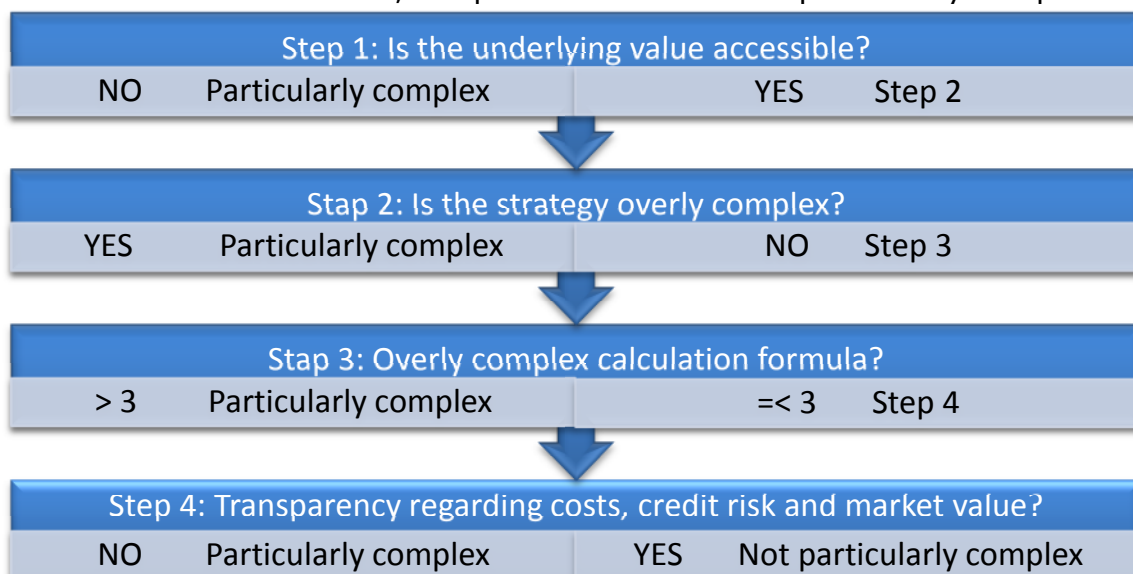 Step 1: Is the underlying value accessible?
NO Particularly complex YES Step 2
Stap 2: Is the strategy overly complex?
YES Particularly complex NO Step 3
Stap 3: Overly complex calculation formula?
> 3 Particularly complex =< 3 Step 4
Step 4: Transparency regarding costs, credit risk and market value?
NO Particularly complex YES Not particularly complex